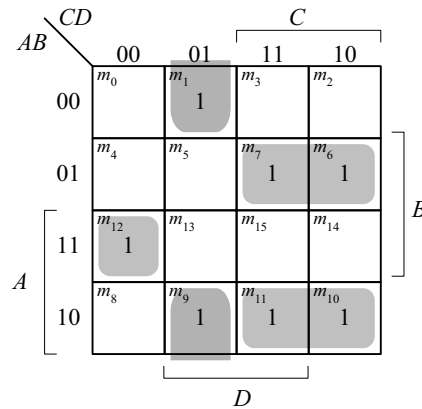 CD C
AB 00 01 11 10
00 m₀ m₁ 1 m₃ m₂
01 m₄ m₅ m₇ 1 m₆ 1 B
11 m₁₂ 1 m₁₃ m₁₅ m₁₄
A
10 m₈ m₉ 1 m₁₁ 1 m₁₀ 1
D